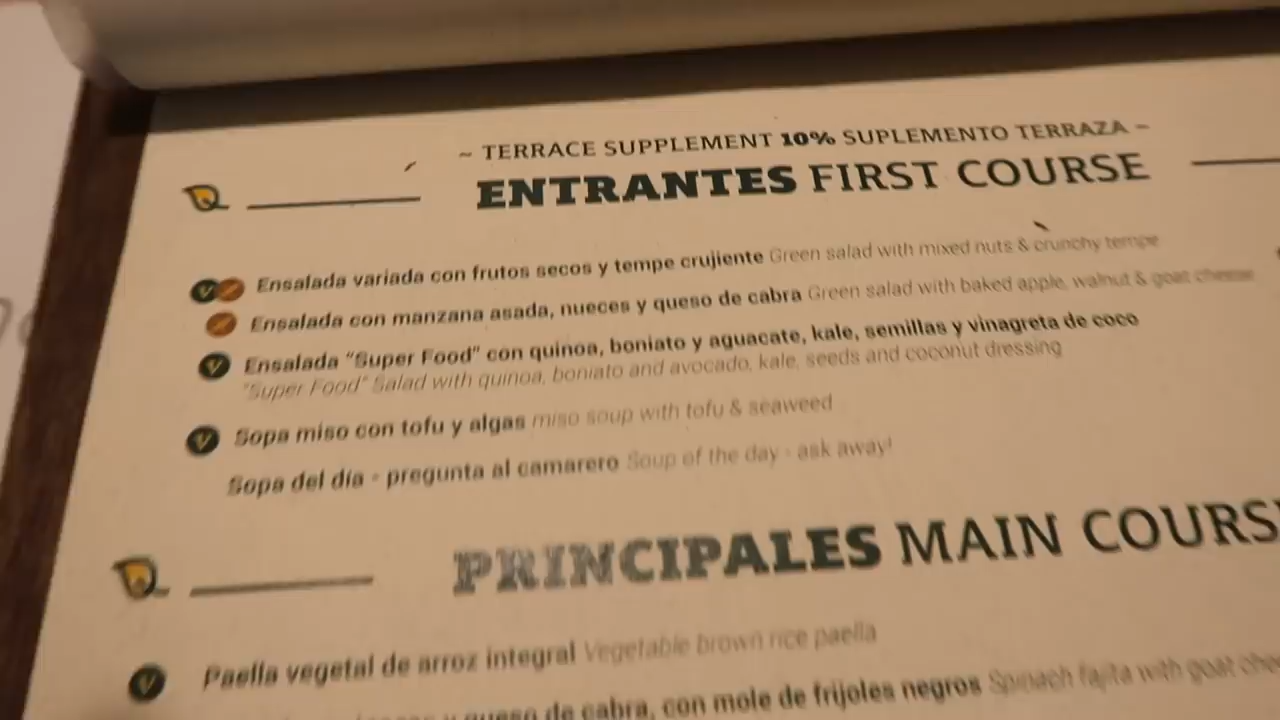 ~ TERRACE SUPPLEMENT 10% SUPLEMENTO TERRAZA ~
ENTRANTES FIRST COURSE
Ensalada variada con frutos secos y tempe crujiente Green salad with mixed nuts & crunchy tempe
Ensalada con manzana asada, nueces y queso de cabra Green salad with baked apple, walnut & goat cheese
Ensalada "Super Food" con quinoa, boniato y aguacate, kale, semillas y vinagreta de coco
"Super Food" Salad with quinoa, boniato and avocado, kale, seeds and coconut dressing
Sopa miso con tofu y algas miso soup with tofu & seaweed
Sopa del día - pregunta al camarero Soup of the day - ask away!
PRINCIPALES MAIN COURS
Paella vegetal de arroz integral Vegetable brown rice paella
y queso de cabra, con mole de frijoles negros Spinach fajita with goat